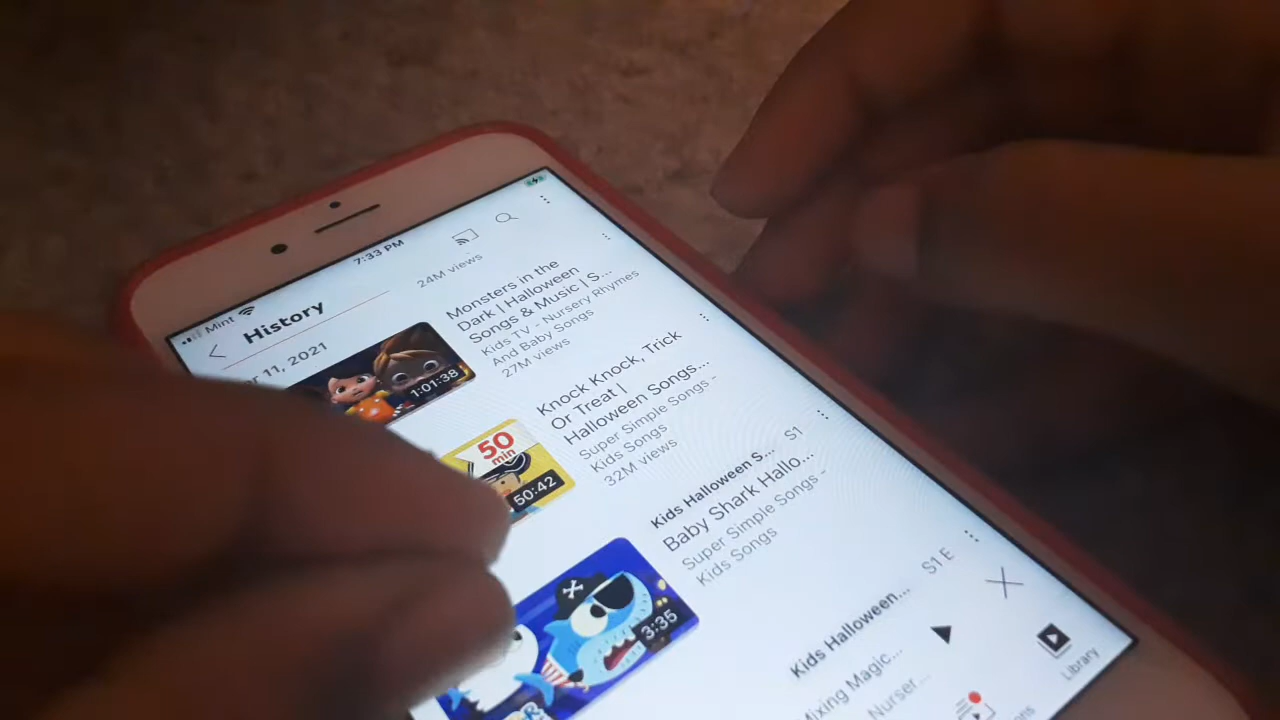 Mint
7:33 PM
History
24M views
r 11, 2021
1:01:38
Monsters in the
Dark | Halloween
Songs & Music | S...
Kids TV - Nursery Rhymes
And Baby Songs
27M views
50
min
50:42
Knock Knock, Trick
Or Treat |
Halloween Songs...
Super Simple Songs -
Kids Songs
32M views
3:35
Kids Halloween S... S1
Baby Shark Hallo...
Super Simple Songs -
Kids Songs
Kids Halloween... S1 E
Mixing Magic...
Nurser...
Library